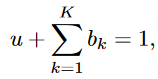 u + \sum_{k=1}^{K} b_k = 1,